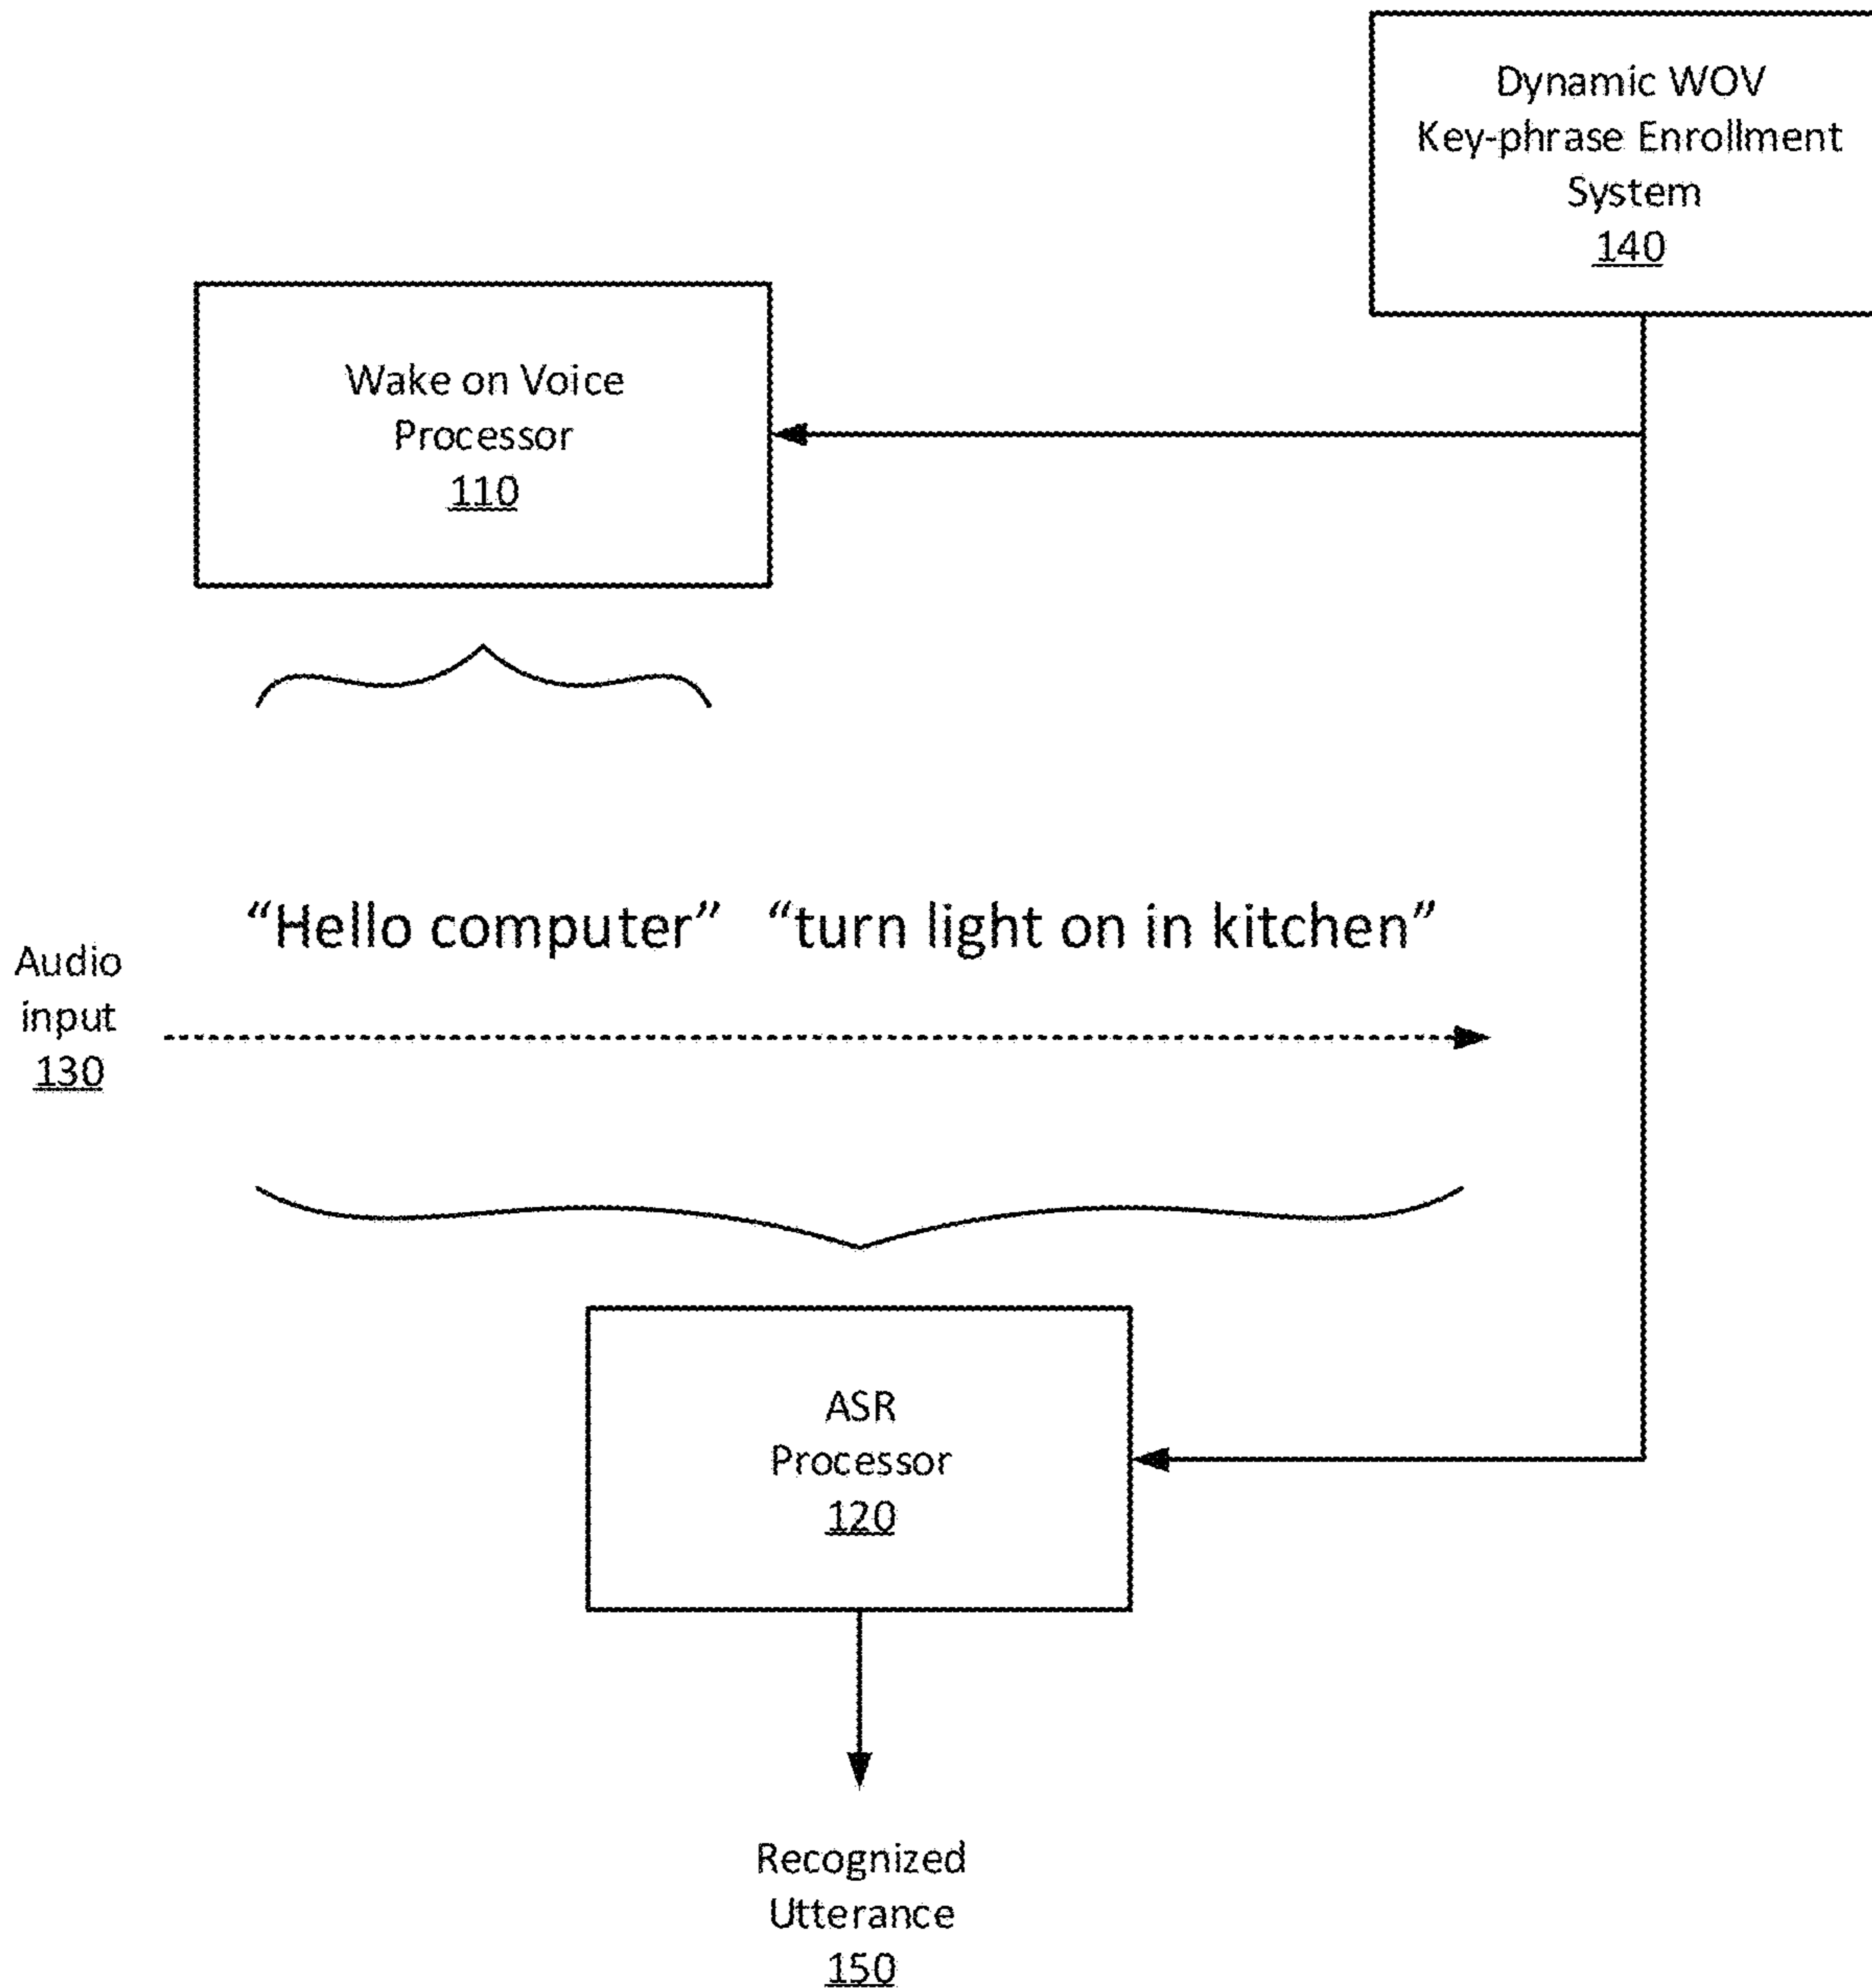 Dynamic WOV
Key-phrase Enrollment
System
140
Wake on Voice
Processor
110
“Hello computer” “turn light on in kitchen”
Audio
input
130
ASR
Processor
120
Recognized
Utterance
150